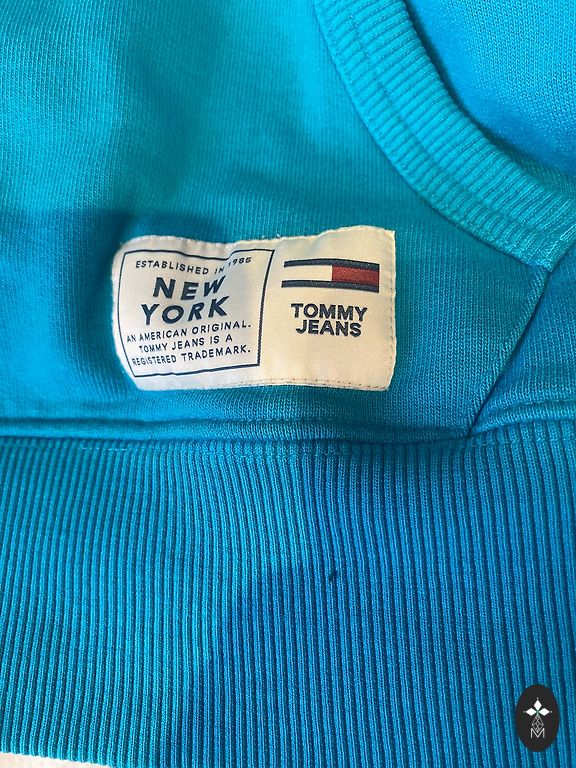 ESTABLISHED IN 1985
NEW
YORK
AN AMERICAN ORIGINAL.
TOMMY JEANS IS A
REGISTERED TRADEMARK.
TOMMY
JEANS
M